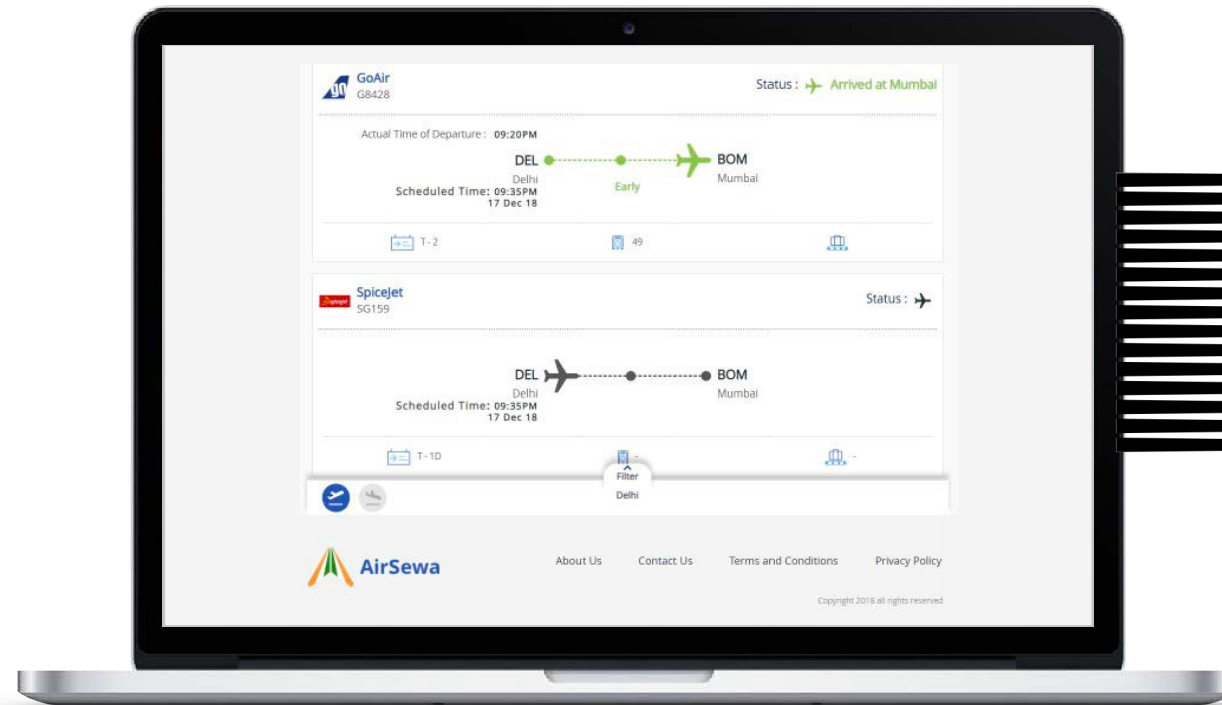 GoAir
G8428
Status : Arrived at Mumbai
Actual Time of Departure : 09:20PM
DEL BOM
Delhi Mumbai
Early
Scheduled Time: 09:35PM
17 Dec 18
T - 2 49
SpiceJet
SG159
Status :
DEL BOM
Delhi Mumbai
Scheduled Time: 09:35PM
17 Dec 18
T - 1D - -
Filter
Delhi
AirSewa
About Us Contact Us Terms and Conditions Privacy Policy
Copyright 2018 all rights reserved